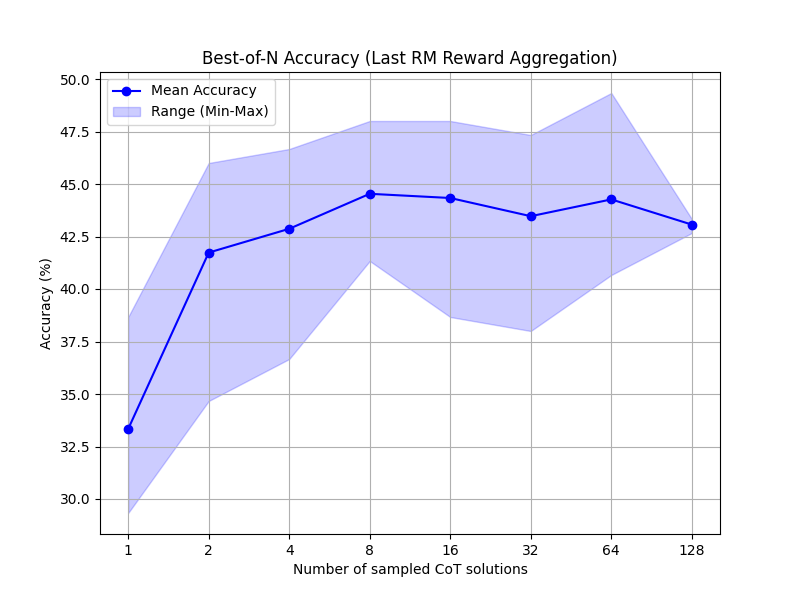 Best-of-N Accuracy (Last RM Reward Aggregation)
Mean Accuracy
Range (Min-Max)
50.0
47.5
45.0
42.5
40.0
37.5
35.0
32.5
30.0
Accuracy (%)
1 2 4 8 16 32 64 128
Number of sampled CoT solutions